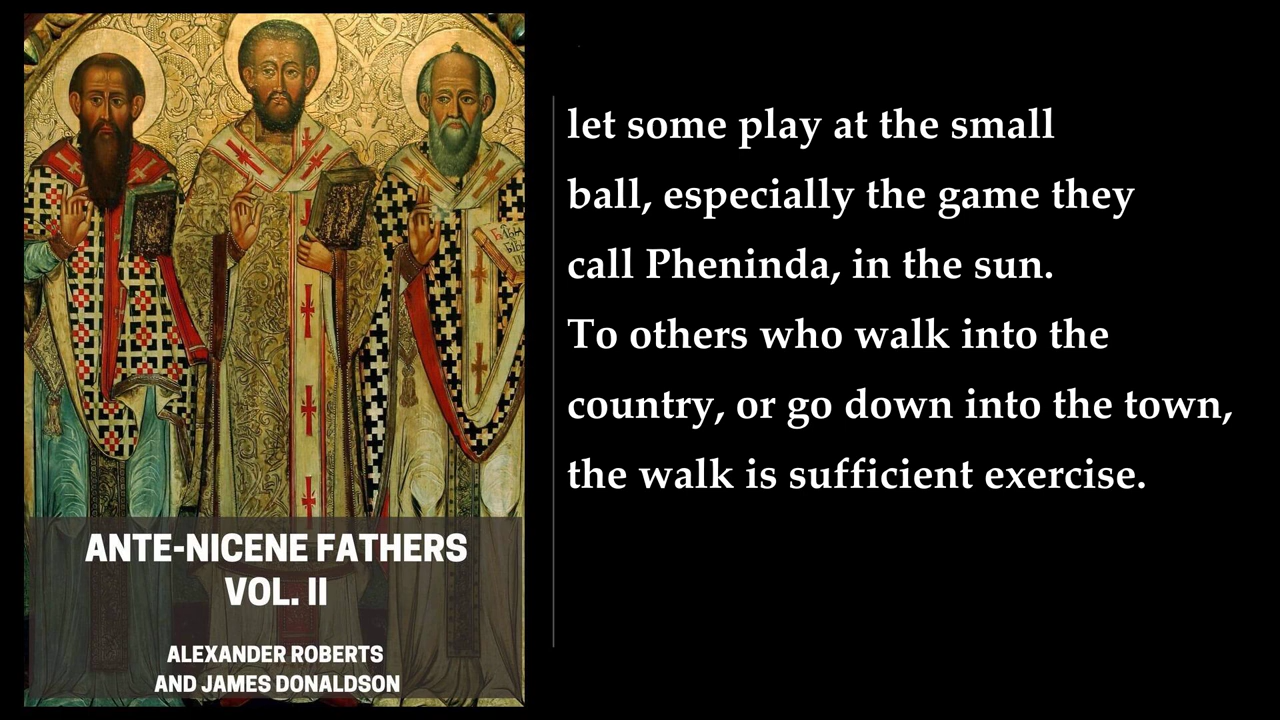 let some play at the small
ball, especially the game they
call Pheninda, in the sun.
To others who walk into the
country, or go down into the town,
the walk is sufficient exercise.
ANTE-NICENE FATHERS
VOL. II
ALEXANDER ROBERTS
AND JAMES DONALDSON